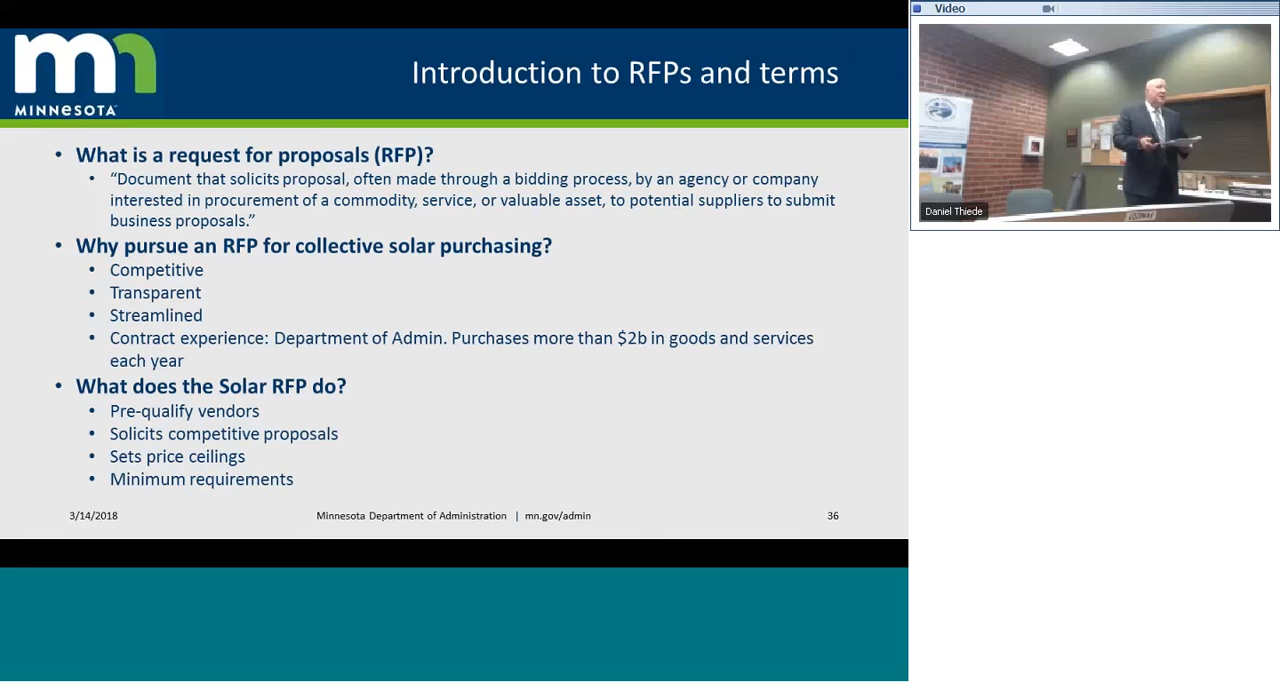 Video
mn
MINNESOTA
Introduction to RFPs and terms
• What is a request for proposals (RFP)?
• “Document that solicits proposal, often made through a bidding process, by an agency or company
interested in procurement of a commodity, service, or valuable asset, to potential suppliers to submit
business proposals.”
• Why pursue an RFP for collective solar purchasing?
• Competitive
• Transparent
• Streamlined
• Contract experience: Department of Admin. Purchases more than $2b in goods and services
each year
• What does the Solar RFP do?
• Pre-qualify vendors
• Solicits competitive proposals
• Sets price ceilings
• Minimum requirements
3/14/2018 Minnesota Department of Administration | mn.gov/admin 36
Daniel Thiede